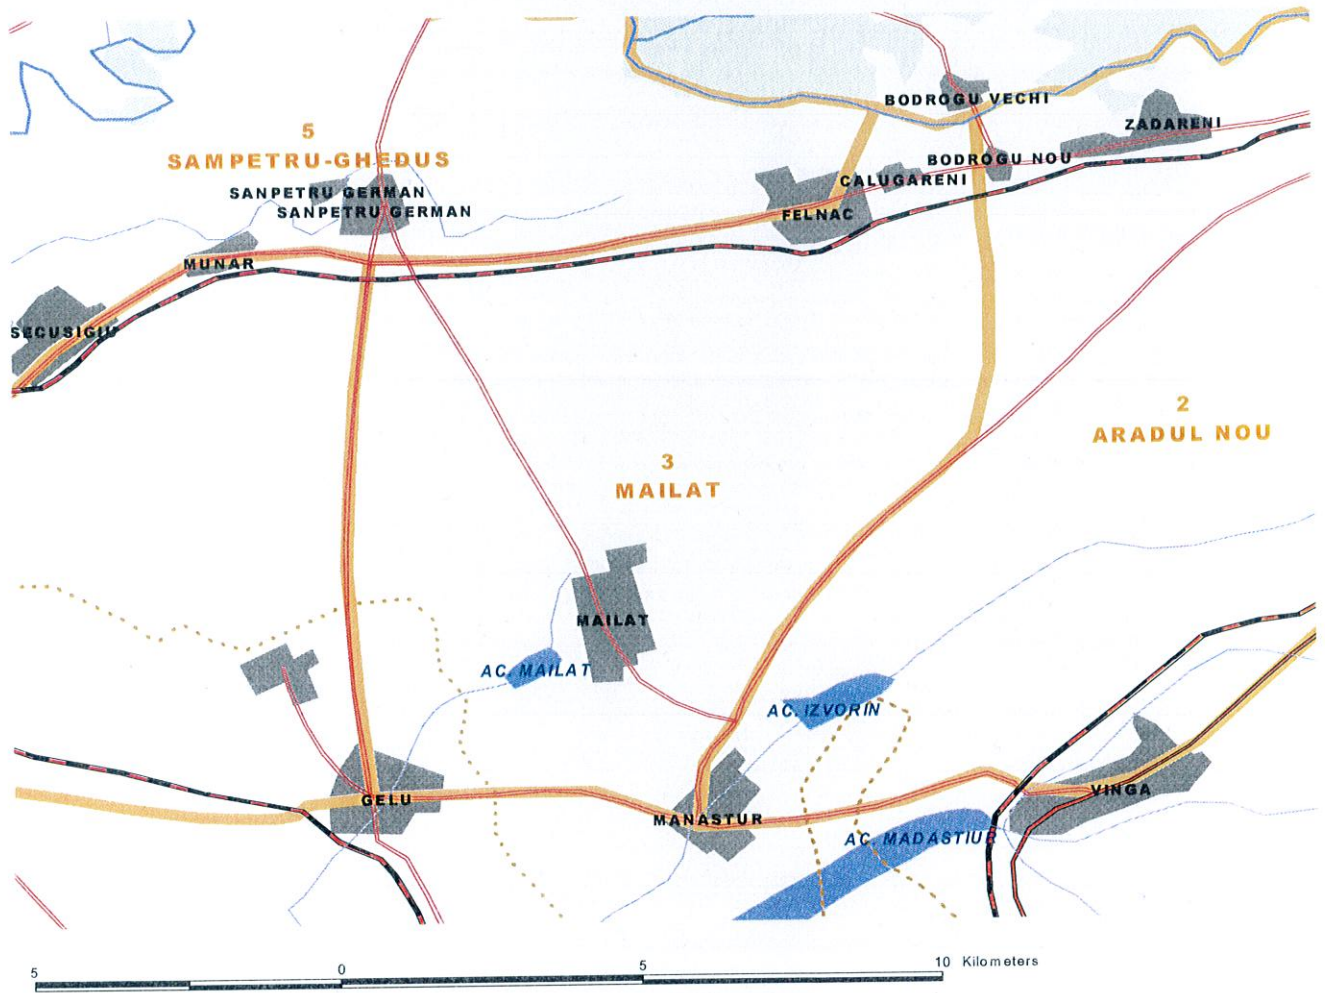 BODROGU VECHI
ZADARENI
5
SAMPETRU-GHEDUS
BODROGU NOU
CALUGARENI
SANPETRU GERMAN
SANPETRU GERMAN
FELNAC
MUNAR
SECUSIGIU
2
ARADUL NOU
3
MAILAT
MAILAT
AC. MAILAT
AC. IZVORIN
VINGA
GELU
MANASTUR
AC. MADASTIUR
5 0 5 10 Kilometers